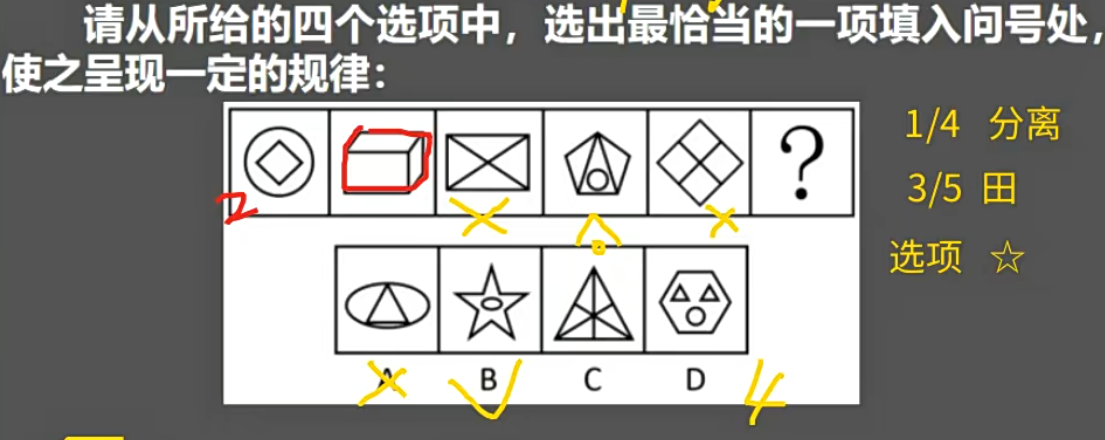 请从所给的四个选项中，选出最恰当的一项填入问号处，
使之呈现一定的规律：
1/4 分离
3/5 田
选项 ☆
2
?
A B C D 4